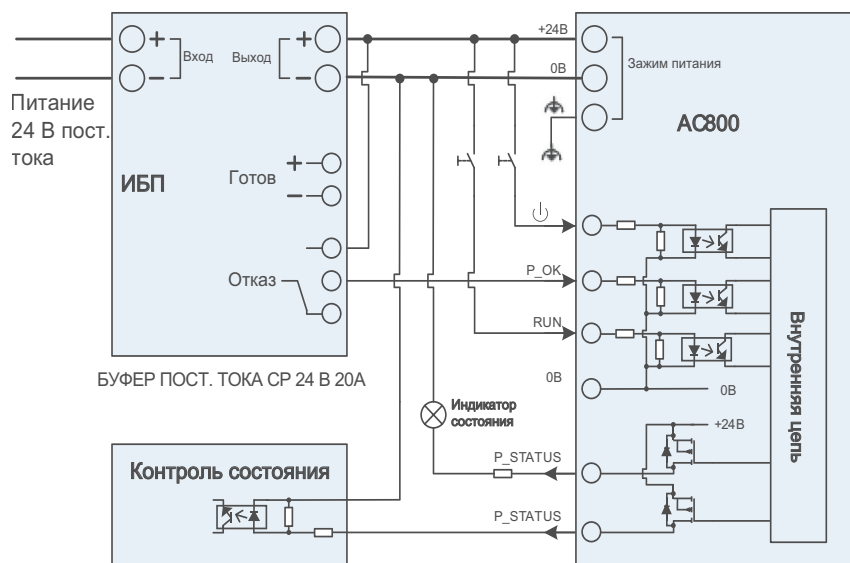 +24В
+
+
Вход
Выход
0В
Зажим питания
−
−
Питание
24 В пост.
тока
АС800
ИБП
Готов
+
−
P_OK
Отказ
RUN
0В
0В
БУФЕР ПОСТ. ТОКА СР 24 В 20А
Индикатор
состояния
+24В
Внутренняя цепь
P_STATUS
Контроль состояния
P_STATUS